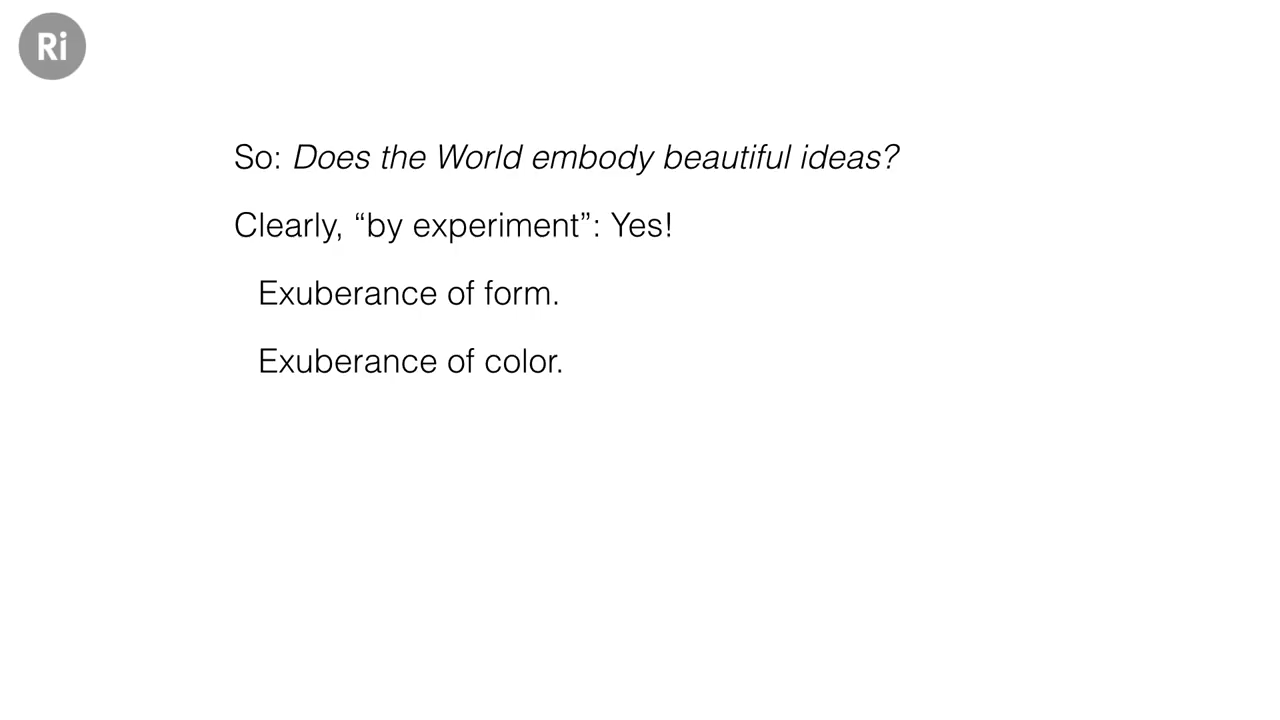 Ri
So: Does the World embody beautiful ideas?
Clearly, “by experiment”: Yes!
Exuberance of form.
Exuberance of color.